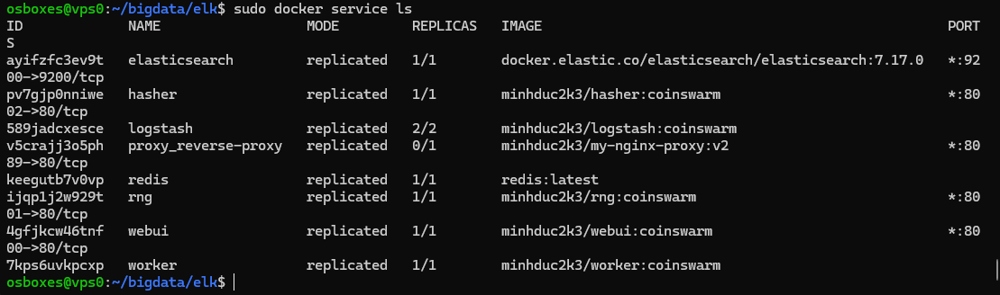 osboxes@vps0:~/bigdata/elk$ sudo docker service ls
ID             NAME                  MODE         REPLICAS   IMAGE                                                 PORT
S
ayifzfc3ev9t   elasticsearch         replicated   1/1        docker.elastic.co/elasticsearch/elasticsearch:7.17.0   *:92
00->9200/tcp
pv7gjp0nniwe   hasher                replicated   1/1        minhduc2k3/hasher:coinswarm                            *:80
02->80/tcp
589jadcxesce   logstash              replicated   2/2        minhduc2k3/logstash:coinswarm
v5crajj3o5ph   proxy_reverse-proxy   replicated   0/1        minhduc2k3/my-nginx-proxy:v2                           *:80
89->80/tcp
keegutb7v0vp   redis                 replicated   1/1        redis:latest
ijqp1j2w929t   rng                   replicated   1/1        minhduc2k3/rng:coinswarm                               *:80
01->80/tcp
4gfjkcw46tnf   webui                 replicated   1/1        minhduc2k3/webui:coinswarm                             *:80
00->80/tcp
7kps6uvkpcxp   worker                replicated   1/1        minhduc2k3/worker:coinswarm
osboxes@vps0:~/bigdata/elk$